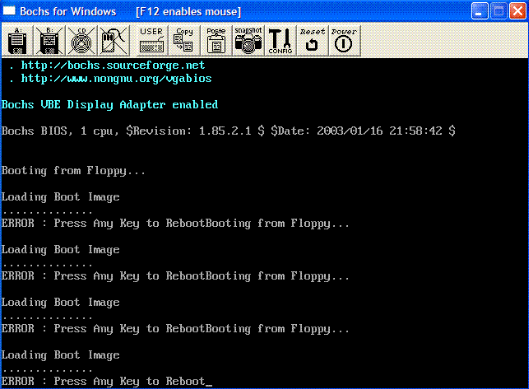 Bochs for Windows [F12 enables mouse]
A:
B:
CD
USER
Copy
Paste
snapshot
CONFIG
Reset
Power
. http://bochs.sourceforge.net
. http://www.nongnu.org/vgabios
Bochs VBE Display Adapter enabled
Bochs BIOS, 1 cpu, $Revision: 1.85.2.1 $ $Date: 2003/01/16 21:58:42 $
Booting from Floppy...
Loading Boot Image
..............
ERROR : Press Any Key to RebootBooting from Floppy...
Loading Boot Image
..............
ERROR : Press Any Key to RebootBooting from Floppy...
Loading Boot Image
..............
ERROR : Press Any Key to RebootBooting from Floppy...
Loading Boot Image
..............
ERROR : Press Any Key to Reboot_